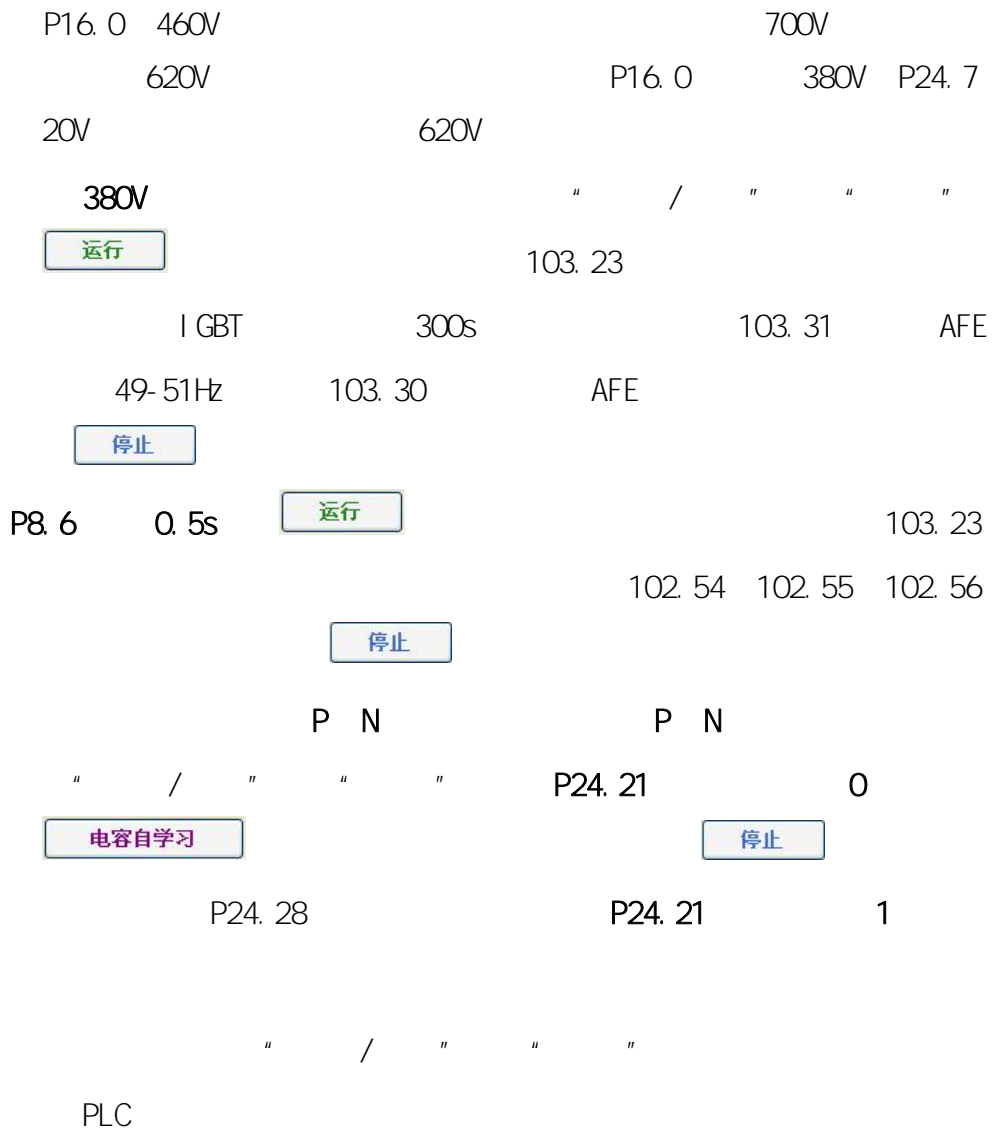 P16.0 460V 700V
620V P16.0 380V P24.7
20V 620V
380V “ / ” “ ”
运行 103.23
IGBT 300s 103.31 AFE
49-51Hz 103.30 AFE
停止
P8.6 0.5s 运行 103.23
102.54 102.55 102.56
停止
P N P N
“ / ” “ ” P24.21 0
电容自学习 停止
P24.28 P24.21 1
“ / ” “ ”
PLC